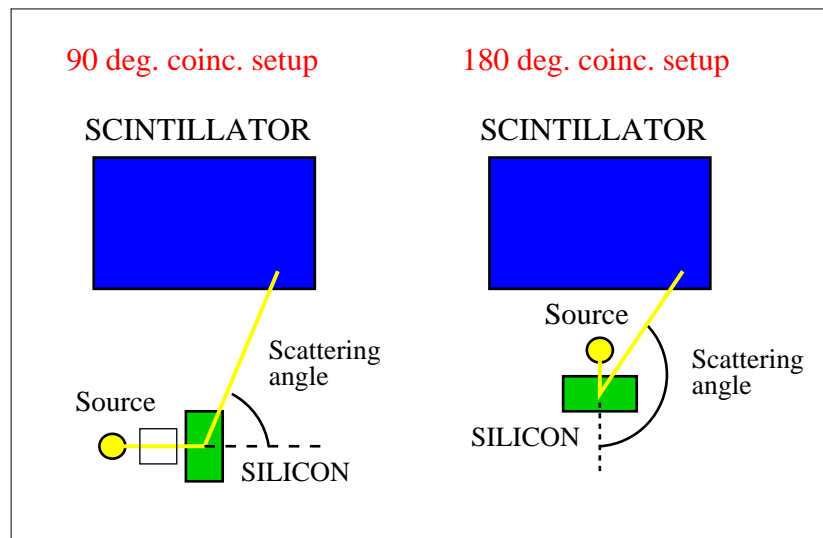 90 deg. coinc. setup
SCINTILLATOR
Scattering
angle
Source
SILICON
180 deg. coinc. setup
SCINTILLATOR
Source
Scattering
angle
SILICON